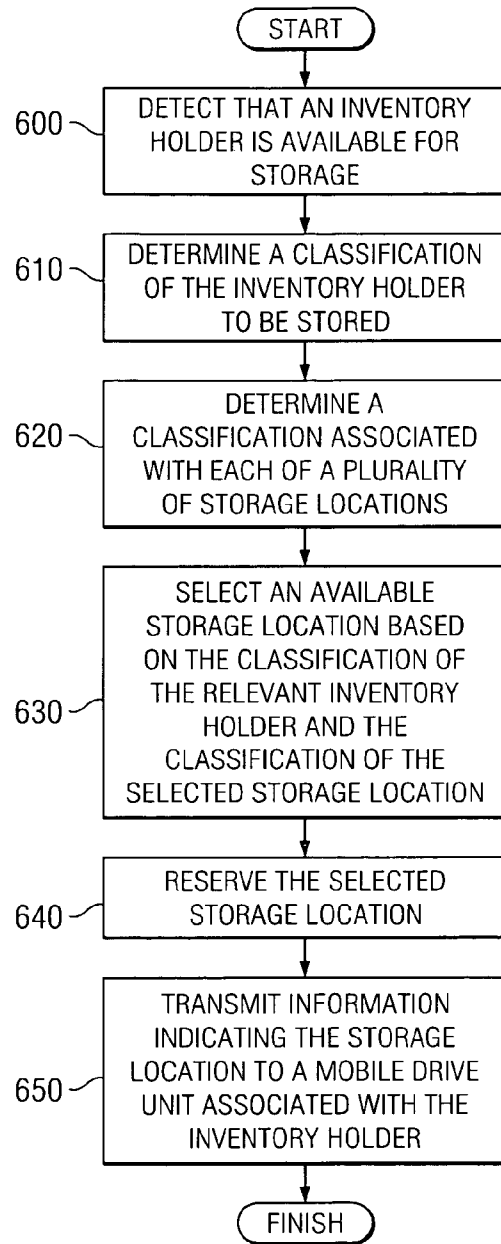 START
600
DETECT THAT AN INVENTORY
HOLDER IS AVAILABLE FOR
STORAGE
610
DETERMINE A CLASSIFICATION
OF THE INVENTORY HOLDER
TO BE STORED
620
DETERMINE A
CLASSIFICATION ASSOCIATED
WITH EACH OF A PLURALITY
OF STORAGE LOCATIONS
630
SELECT AN AVAILABLE
STORAGE LOCATION BASED
ON THE CLASSIFICATION OF
THE RELEVANT INVENTORY
HOLDER AND THE
CLASSIFICATION OF THE
SELECTED STORAGE LOCATION
640
RESERVE THE SELECTED
STORAGE LOCATION
650
TRANSMIT INFORMATION
INDICATING THE STORAGE
LOCATION TO A MOBILE DRIVE
UNIT ASSOCIATED WITH THE
INVENTORY HOLDER
FINISH